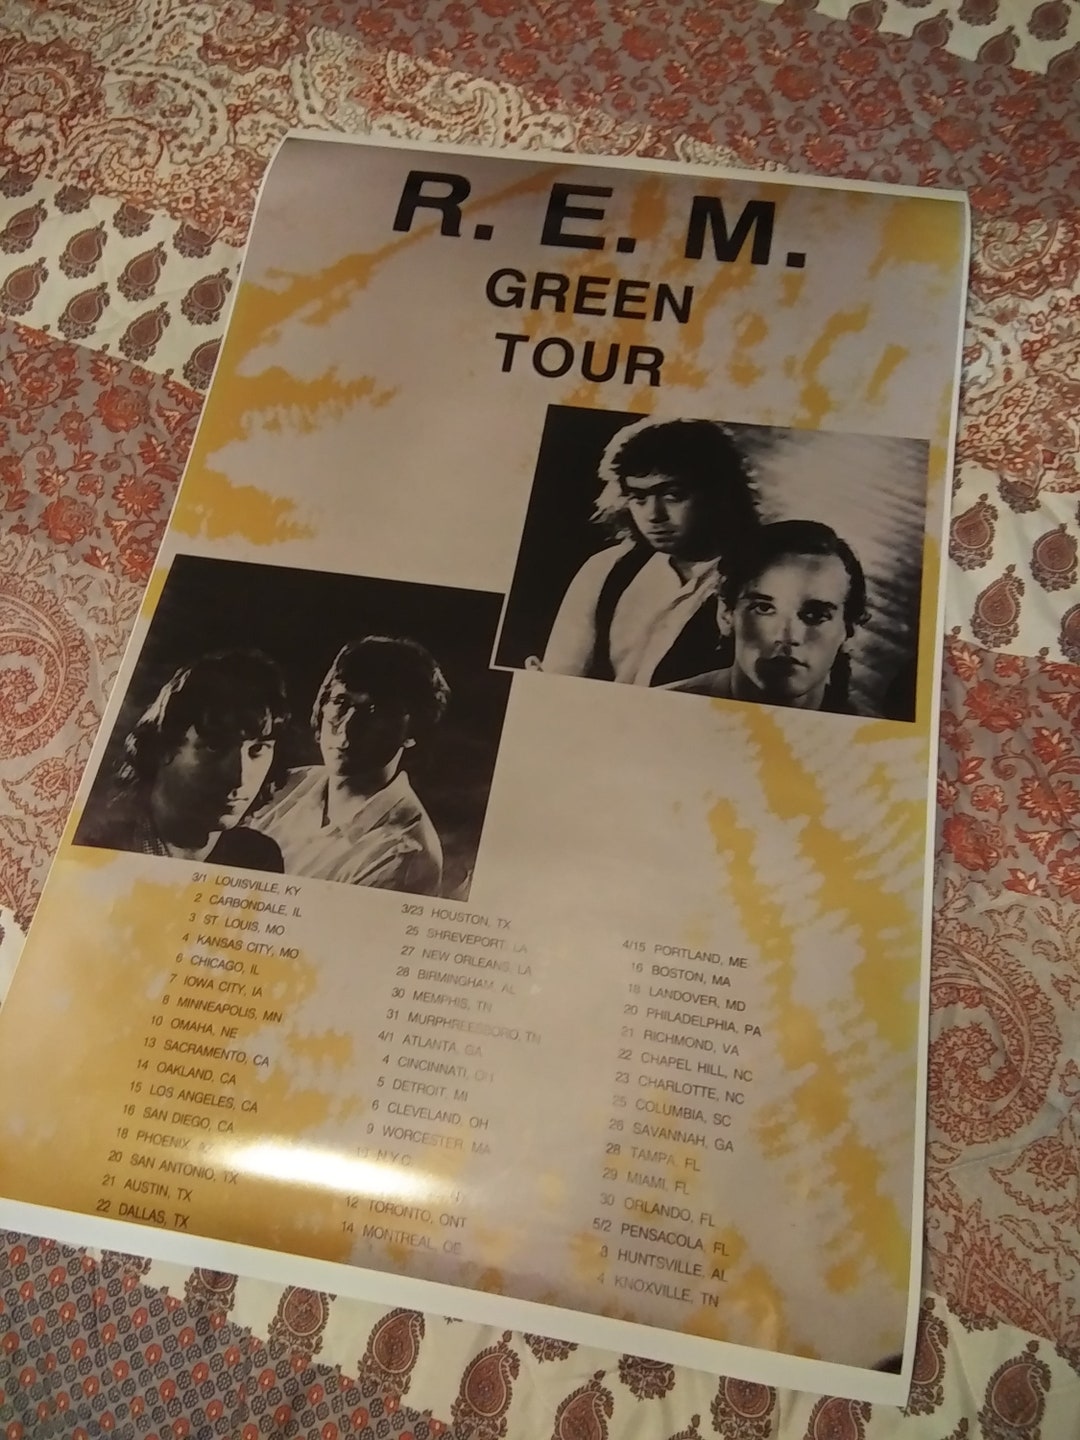 R. E. M.
GREEN
TOUR
3/1 LOUISVILLE, KY
2 CARBONDALE, IL
3 ST LOUIS, MO
4 KANSAS CITY, MO
6 CHICAGO, IL
7 IOWA CITY, IA
8 MINNEAPOLIS, MN
10 OMAHA, NE
13 SACRAMENTO, CA
14 OAKLAND, CA
15 LOS ANGELES, CA
16 SAN DIEGO, CA
18 PHOENIX, AZ
20 SAN ANTONIO, TX
21 AUSTIN, TX
22 DALLAS, TX
3/23 HOUSTON, TX
25 SHREVEPORT, LA
27 NEW ORLEANS, LA
28 BIRMINGHAM, AL
30 MEMPHIS, TN
31 MURPHREESBORO, TN
4/1 ATLANTA, GA
4 CINCINNATI, OH
5 DETROIT, MI
6 CLEVELAND, OH
9 WORCESTER, MA
N.Y.C.
12 TORONTO, ONT
14 MONTREAL, QE
4/15 PORTLAND, ME
16 BOSTON, MA
18 LANDOVER, MD
20 PHILADELPHIA, PA
21 RICHMOND, VA
22 CHAPEL HILL, NC
23 CHARLOTTE, NC
25 COLUMBIA, SC
26 SAVANNAH, GA
28 TAMPA, FL
29 MIAMI, FL
30 ORLANDO, FL
5/2 PENSACOLA, FL
3 HUNTSVILLE, AL
4 KNOXVILLE, TN